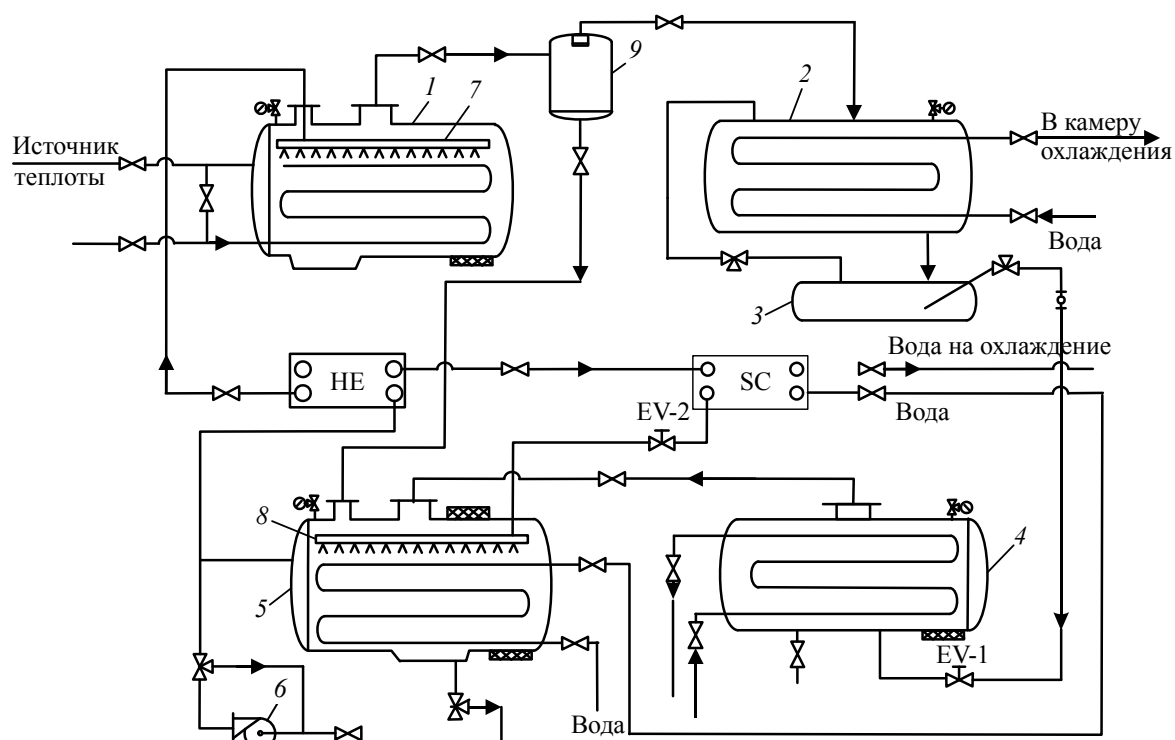 9
1
7
2
Источник
теплоты
В камеру
охлаждения
Вода
3
Вода на охлаждение
HE
SC
EV-2
Вода
8
4
5
EV-1
6
Вода